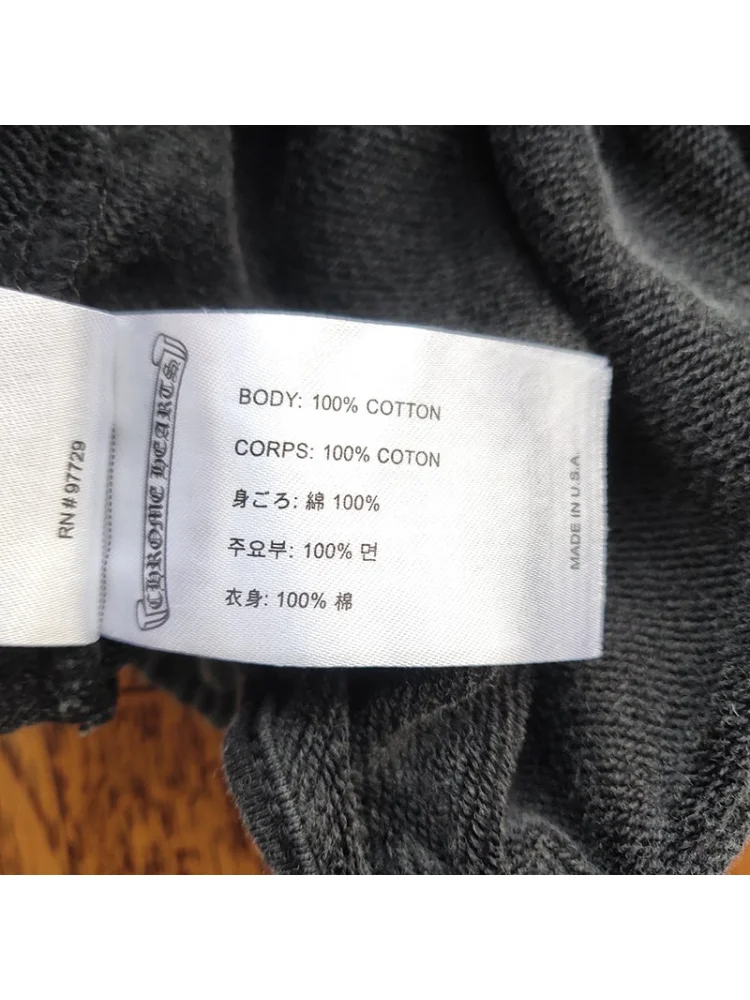 RN#97729
CHROME HEARTS
BODY: 100% COTTON
CORPS: 100% COTON
身ごろ: 綿 100%
주요부: 100% 면
衣身: 100% 棉
MADE IN U.S.A.